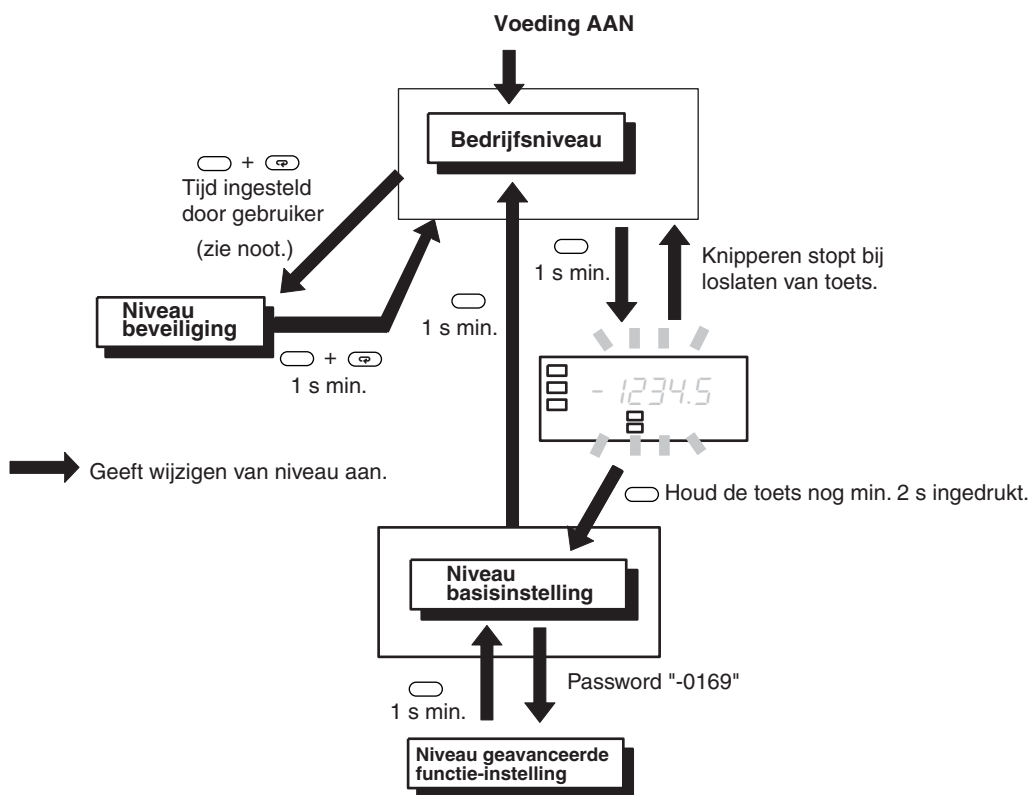 Voeding AAN
Bedrijfsniveau
+
Tijd ingesteld
door gebruiker
(zie noot.)
1 s min.
Knipperen stopt bij
loslaten van toets.
Niveau
beveiliging
1 s min.
+
1 s min.
-1234.5
Geeft wijzigen van niveau aan.
Houd de toets nog min. 2 s ingedrukt.
Niveau
basisinstelling
Password "-0169"
1 s min.
Niveau geavanceerde
functie-instelling